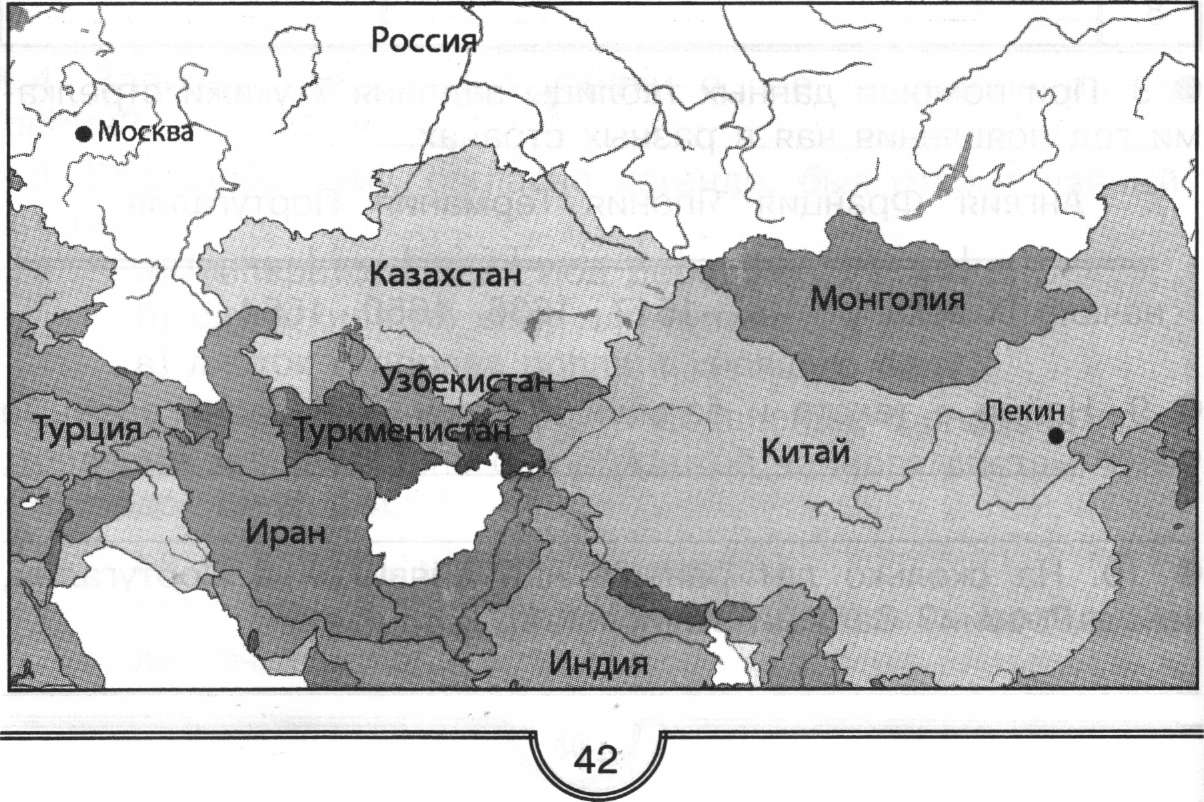 Россия
Москва
Казахстан
Монголия
Узбекистан
Пекин
Турция
Туркменистан
Китай
Иран
Индия
42